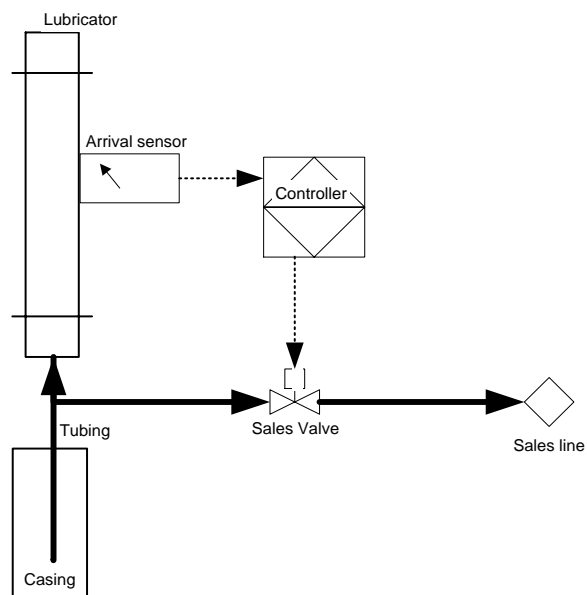 Lubricator
Arrival sensor
Controller
Tubing
Sales Valve
Sales line
Casing